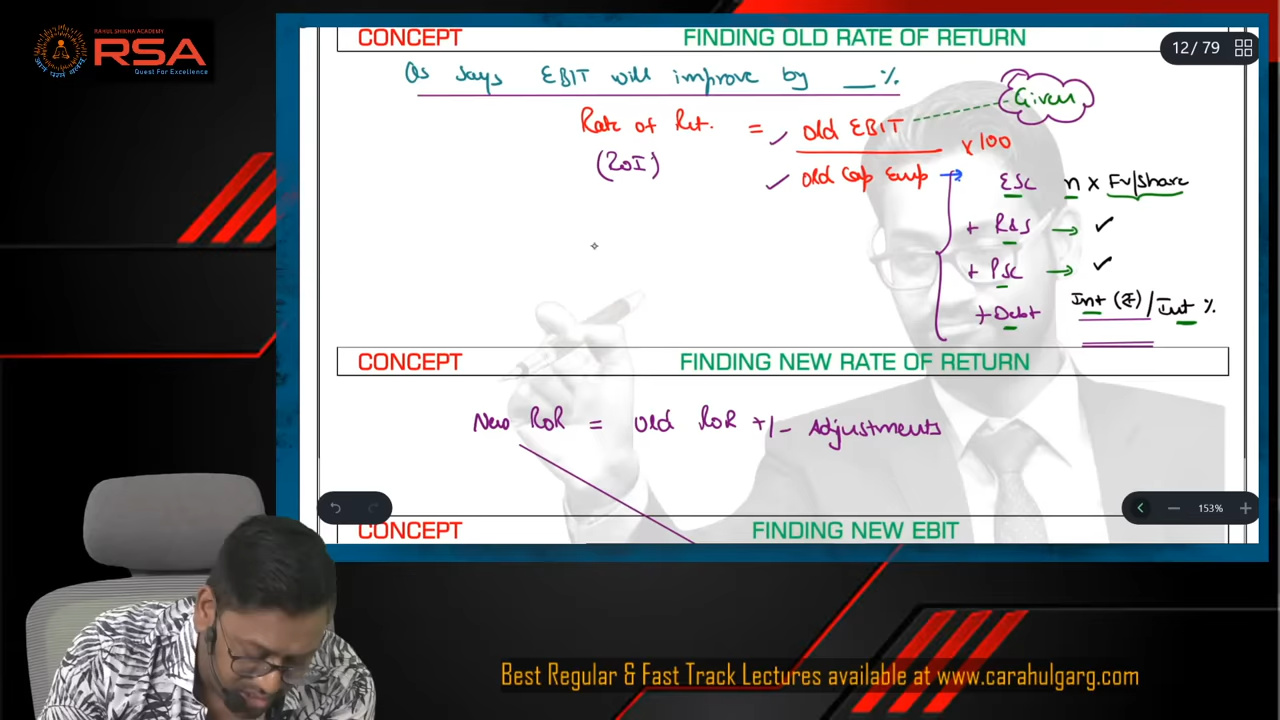 RAHUL SHIKHA ACADEMY
RSA
Quest For Excellence
CONCEPT FINDING OLD RATE OF RETURN
12 / 79
Qs says EBIT will improve by __ %
Given
Rate of Ret. = Old EBIT x 100
(ROI) Old Cap Emp → ESC n x FV/Share
+ R&S → ✓
+ PSC → ✓
+ Debt Int (₹) / Int %
CONCEPT FINDING NEW RATE OF RETURN
New RoR = Old RoR +/- Adjustments
153%
CONCEPT FINDING NEW EBIT
Best Regular & Fast Track Lectures available at www.carahulgarg.com